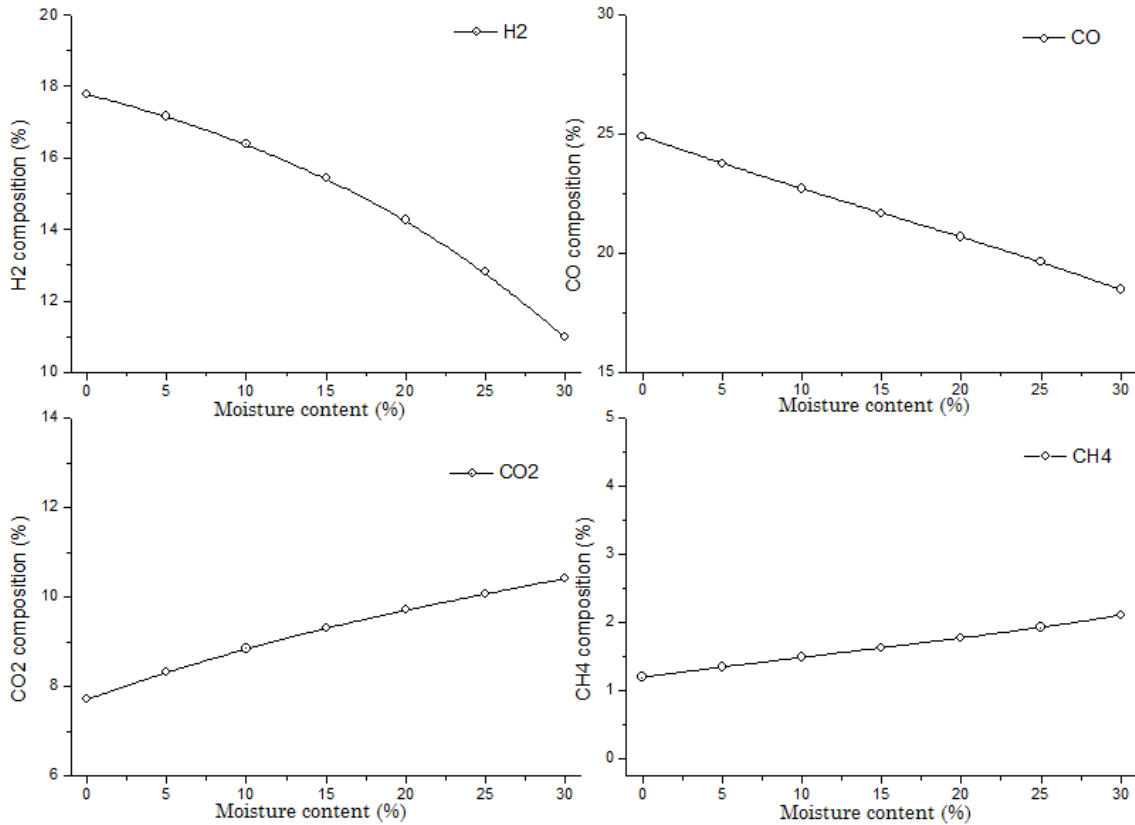 H2
H2 composition (%)
20
18
16
14
12
10
0 5 10 15 20 25 30
Moisture content (%)
CO
CO composition (%)
30
25
20
15
0 5 10 15 20 25 30
Moisture content (%)
CO2
CO2 composition (%)
14
12
10
8
6
0 5 10 15 20 25 30
Moisture content (%)
CH4
CH4 composition (%)
5
4
3
2
1
0
0 5 10 15 20 25 30
Moisture content (%)